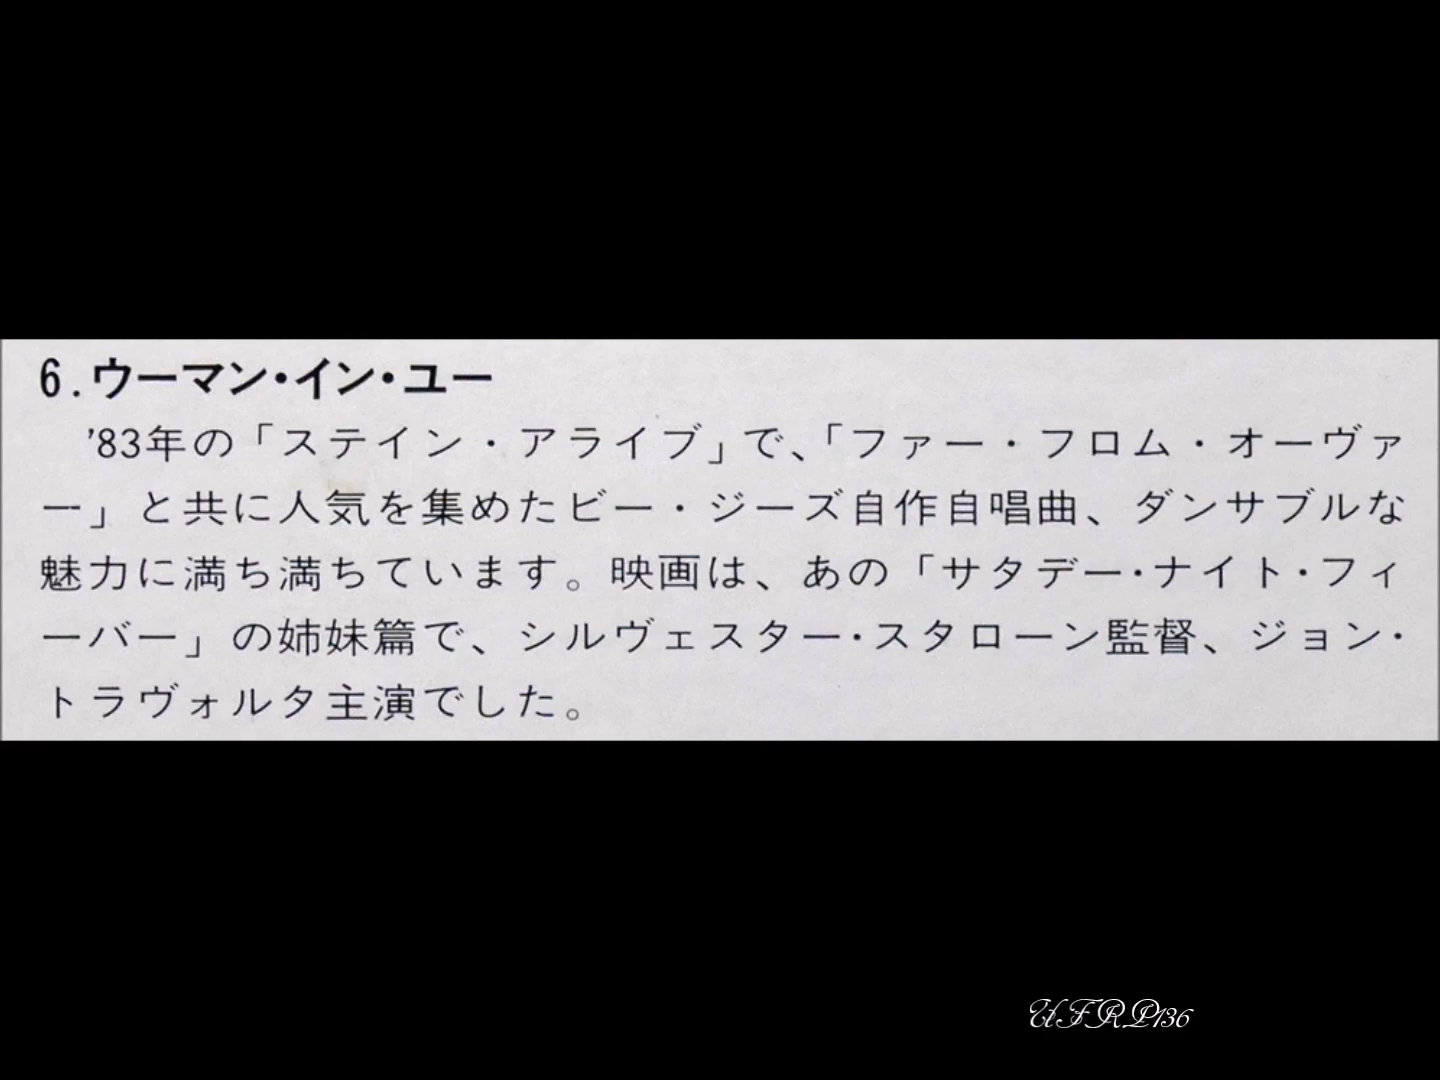 6.ウーマン・イン・ユー
’83年の「ステイン・アライブ」で、「ファー・フロム・オーヴァ
ー」と共に人気を集めたビー・ジーズ自作自唱曲、ダンサブルな
魅力に満ち満ちています。映画は、あの「サタデー・ナイト・フィ
ーバー」の姉妹篇で、シルヴェスター・スタローン監督、ジョン・
トラヴォルタ主演でした。
UFRP136